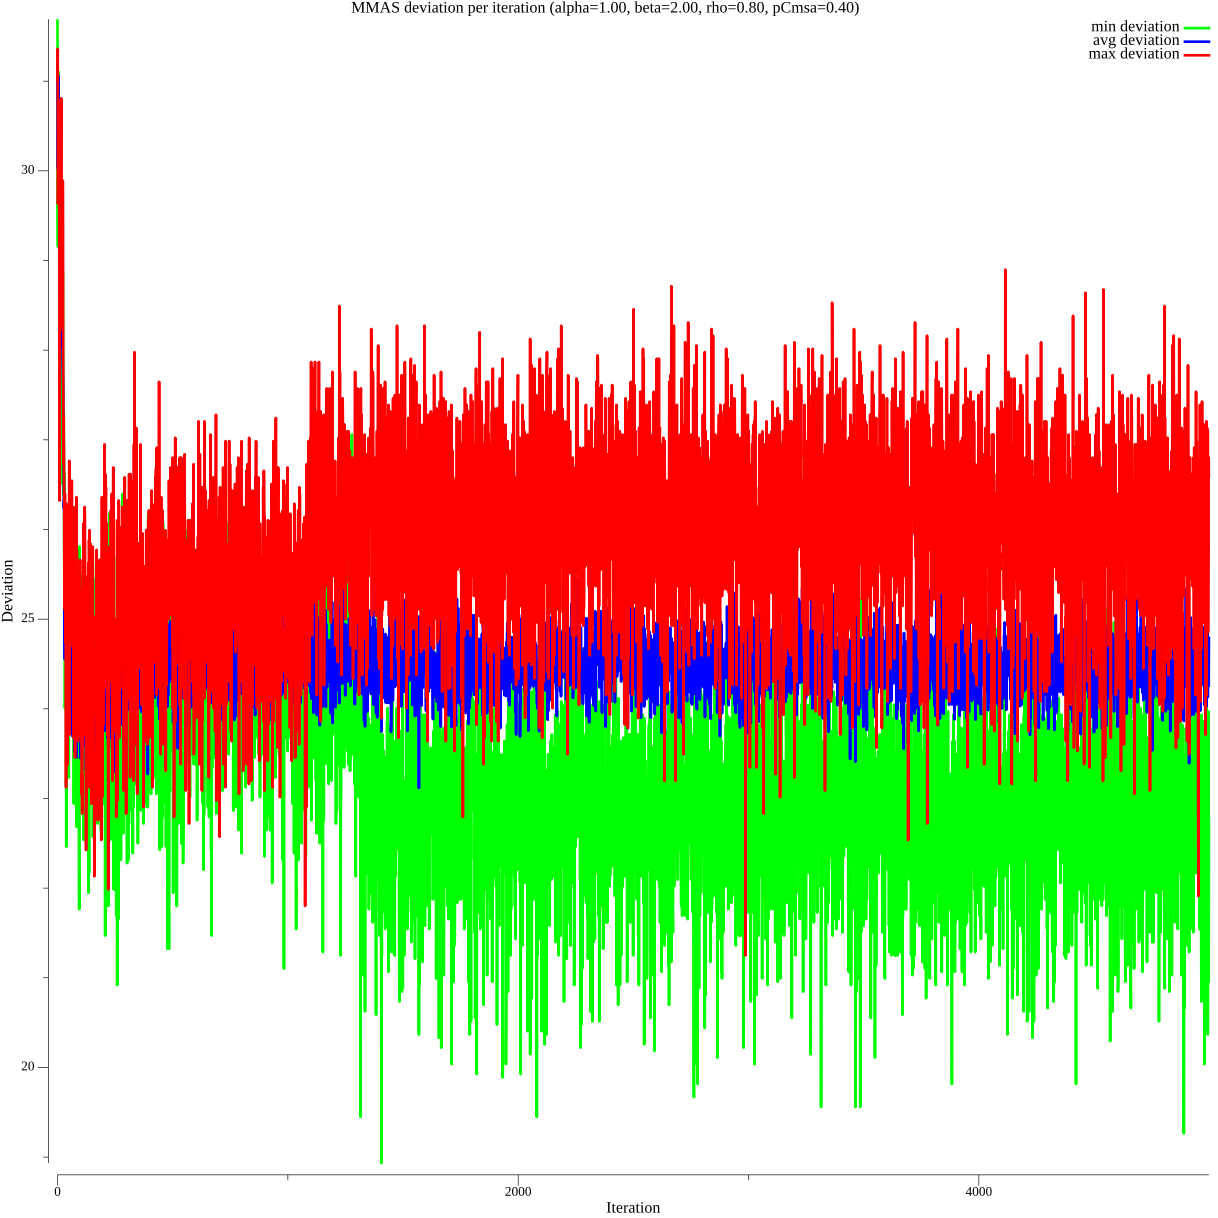 MMAS deviation per iteration (alpha=1.00, beta=2.00, rho=0.80, pCmsa=0.40)
min deviation
avg deviation
max deviation
30
25
20
Deviation
0
2000
4000
Iteration